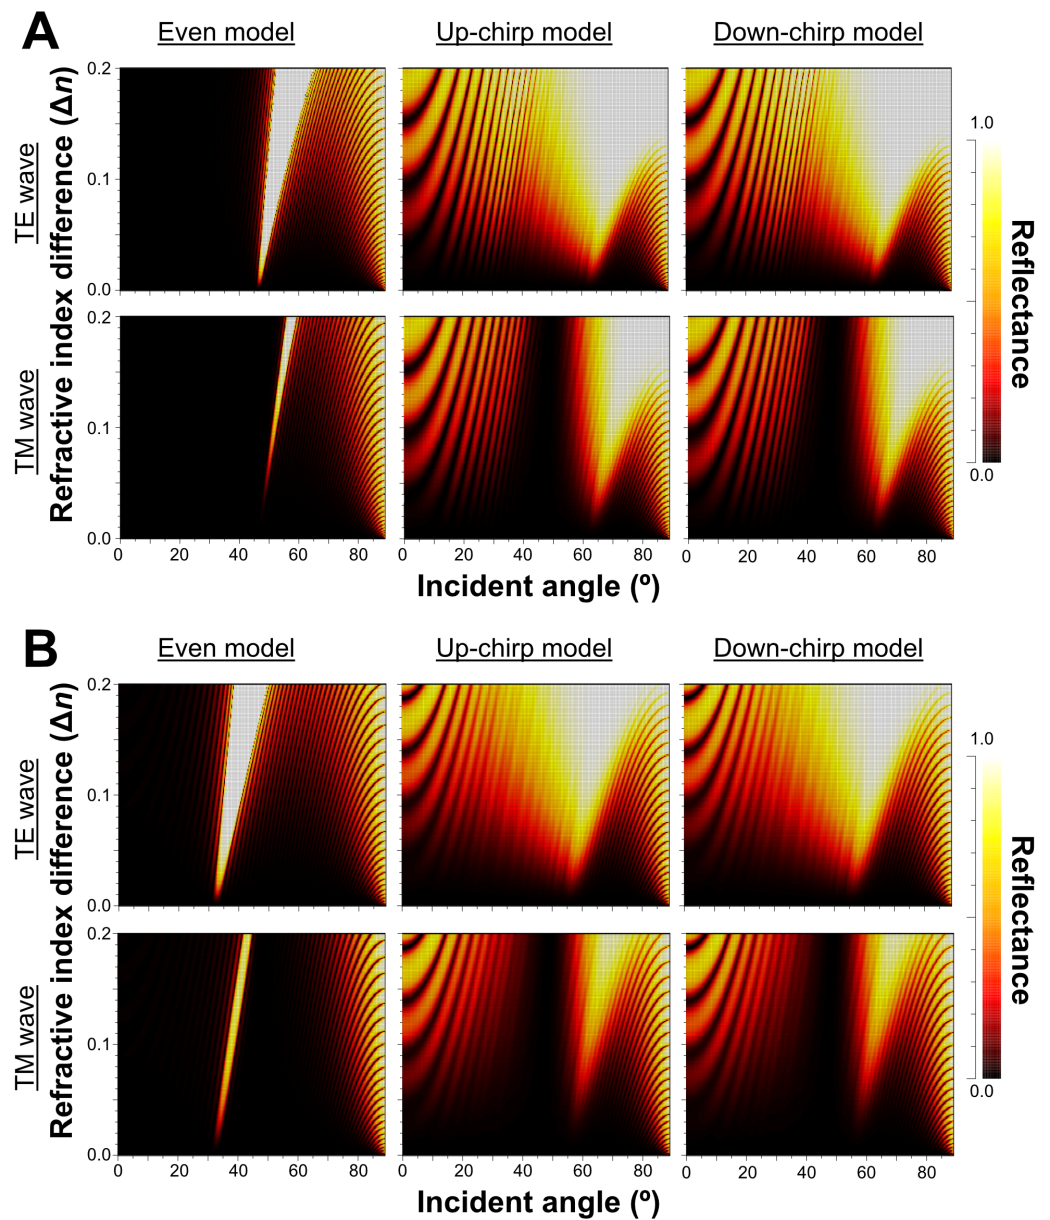 A
Even model
Up-chirp model
Down-chirp model
TE wave
TM wave
Refractive index difference (Δn)
0.2
0.1
0.0
0.2
0.1
0.0
0 20 40 60 80
0 20 40 60 80
0 20 40 60 80
Incident angle (º)
1.0
0.0
Reflectance
B
Even model
Up-chirp model
Down-chirp model
TE wave
TM wave
Refractive index difference (Δn)
0.2
0.1
0.0
0.2
0.1
0.0
0 20 40 60 80
0 20 40 60 80
0 20 40 60 80
Incident angle (º)
1.0
0.0
Reflectance